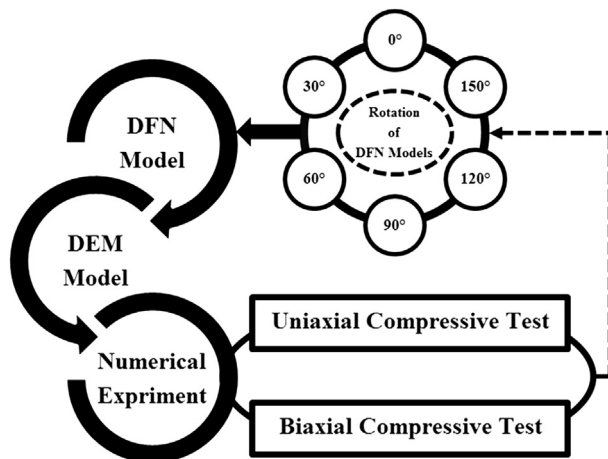 0°
30°
150°
Rotation
of
DFN Models
60°
120°
90°
DFN
Model
DEM
Model
Numerical
Expriment
Uniaxial Compressive Test
Biaxial Compressive Test